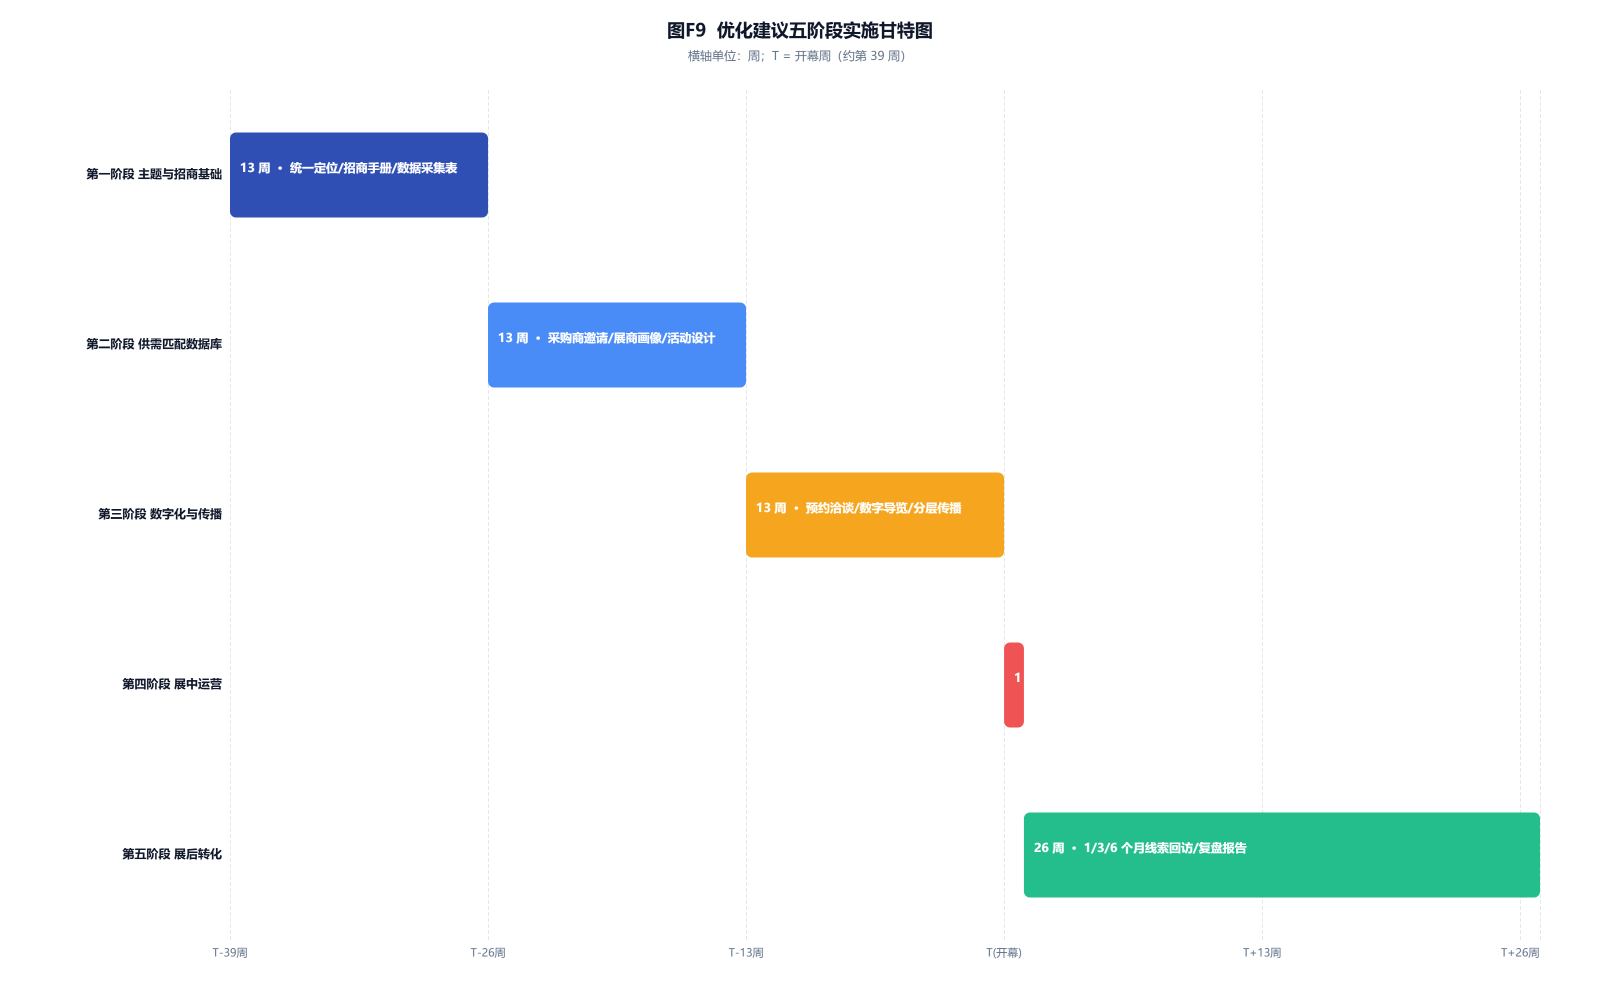 图F9 优化建议五阶段实施甘特图
横轴单位：周；T = 开幕周（约第 39 周）
第一阶段 主题与招商基础
13 周 • 统一定位/招商手册/数据采集表
第二阶段 供需匹配数据库
13 周 • 采购商邀请/展商画像/活动设计
第三阶段 数字化与传播
13 周 • 预约洽谈/数字导览/分层传播
第四阶段 展中运营
1
第五阶段 展后转化
26 周 • 1/3/6 个月线索回访/复盘报告
T-39周
T-26周
T-13周
T(开幕)
T+13周
T+26周